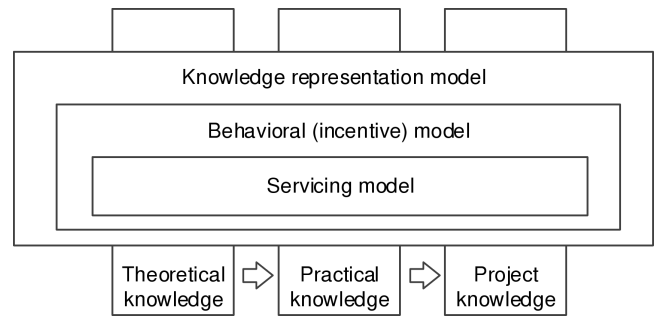 Knowledge representation model
Behavioral (incentive) model
Servicing model
Theoretical
knowledge
Practical
knowledge
Project
knowledge